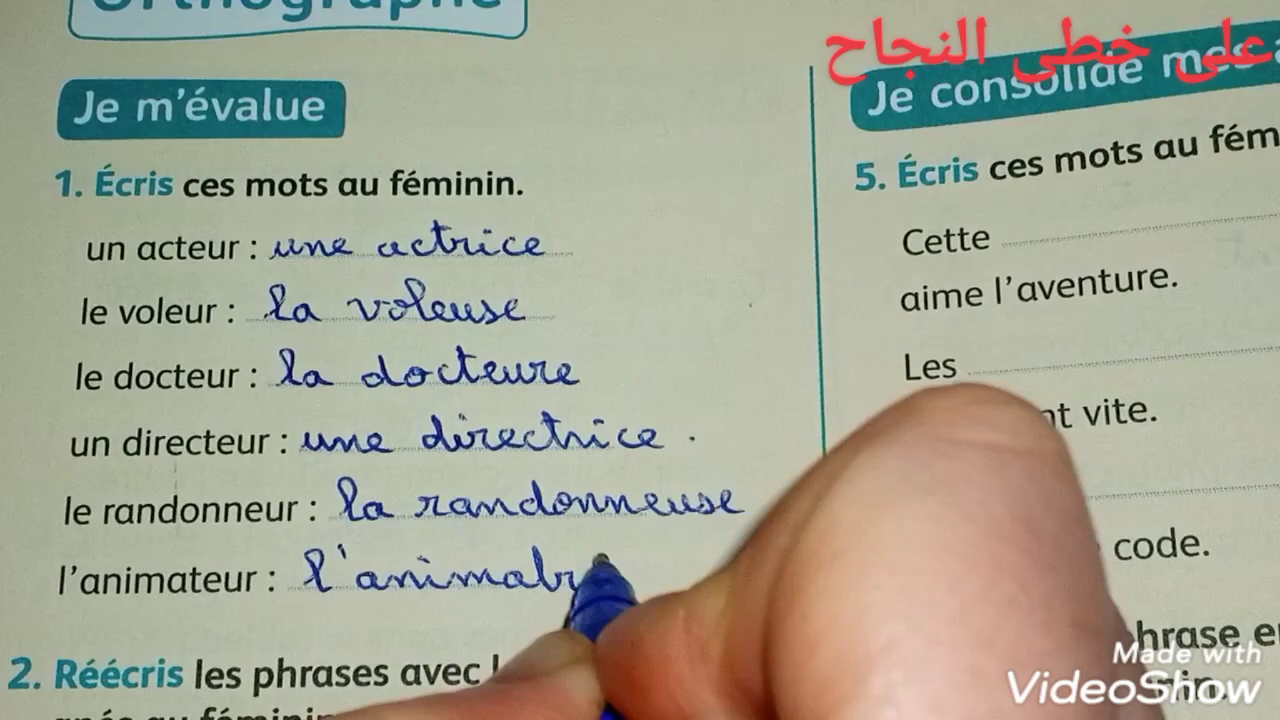 Orthographe
Je m'évalue
1. Écris ces mots au féminin.
un acteur : une actrice
le voleur : la voleuse
le docteur : la docteure
un directeur : une directrice .
le randonneur : la randonneuse
l'animateur : l'animatr
2. Réécris les phrases avec
على خطى النجاح
Je consolide mes
5. Écris ces mots au fém
Cette
aime l'aventure.
Les
nt vite.
code.
phrase e
Made with
VideoShow